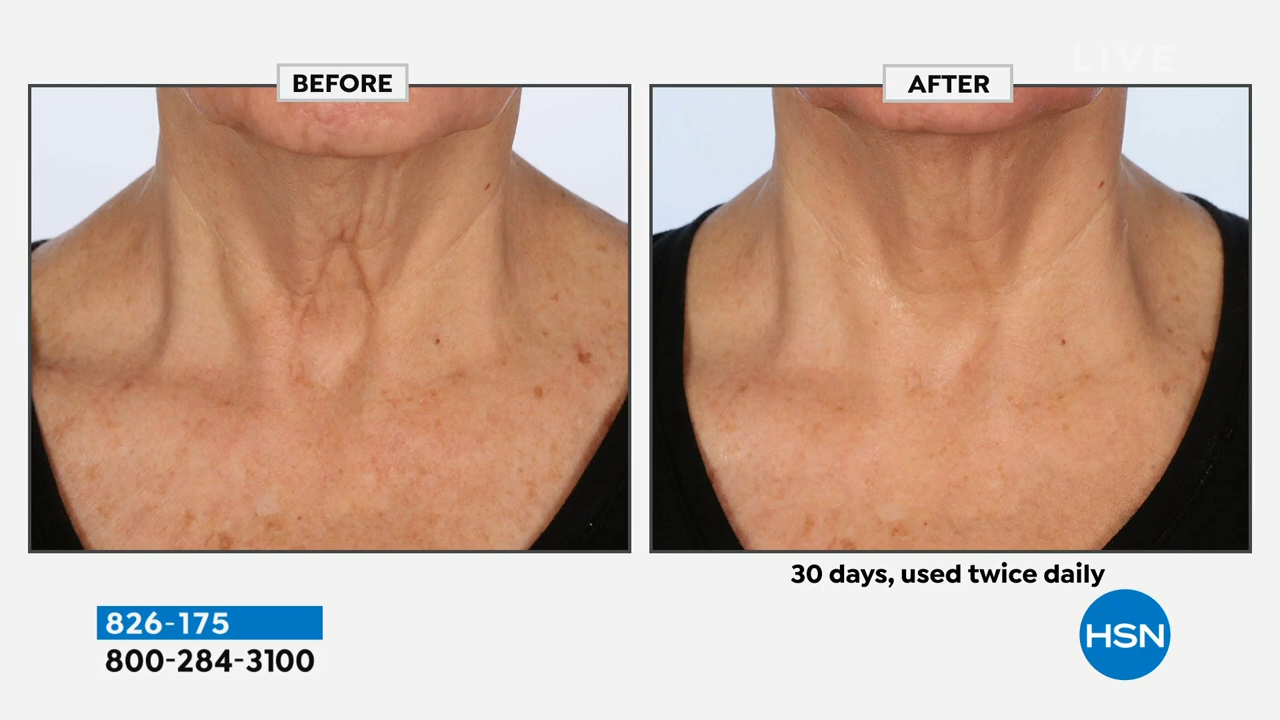 LIVE
BEFORE
AFTER
30 days, used twice daily
826-175
800-284-3100
HSN